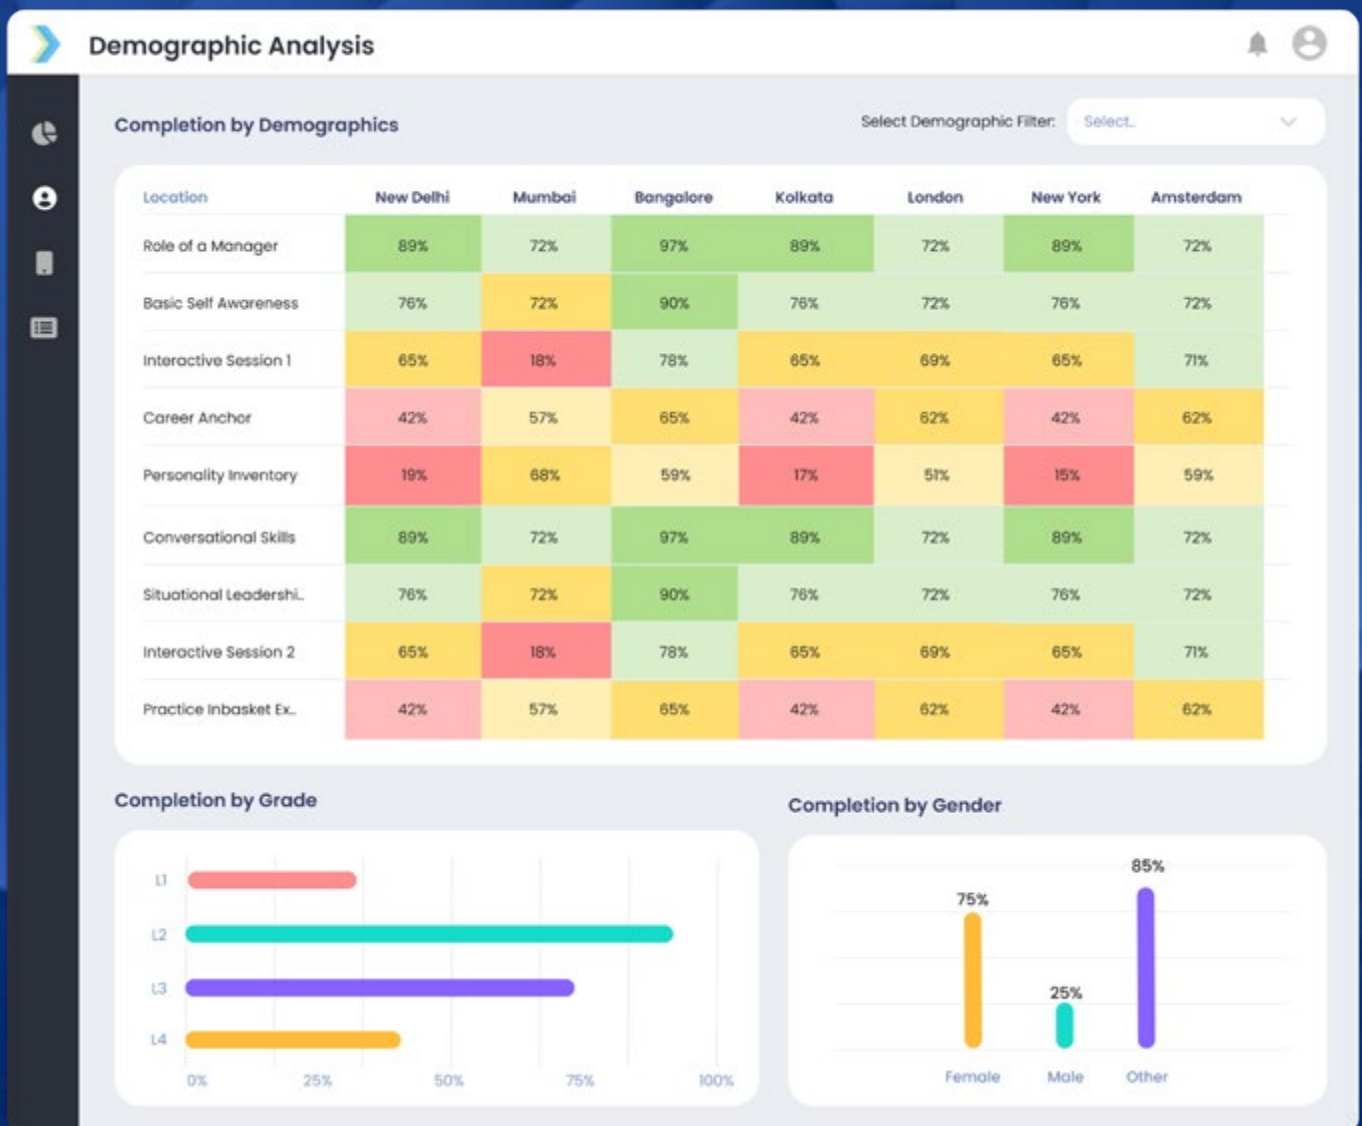 Demographic Analysis
Completion by Demographics
Select Demographic Filter: Select..
Location New Delhi Mumbai Bangalore Kolkata London New York Amsterdam
Role of a Manager 89% 72% 97% 89% 72% 89% 72%
Basic Self Awareness 76% 72% 90% 76% 72% 76% 72%
Interactive Session 1 65% 18% 78% 65% 69% 65% 71%
Career Anchor 42% 57% 65% 42% 62% 42% 62%
Personality Inventory 19% 68% 59% 17% 51% 15% 59%
Conversational Skills 89% 72% 97% 89% 72% 89% 72%
Situational Leadershi.. 76% 72% 90% 76% 72% 76% 72%
Interactive Session 2 65% 18% 78% 65% 69% 65% 71%
Practice Inbasket Ex.. 42% 57% 65% 42% 62% 42% 62%
Completion by Grade
L1
L2
L3
L4
0% 25% 50% 75% 100%
Completion by Gender
85%
75%
25%
Female Male Other